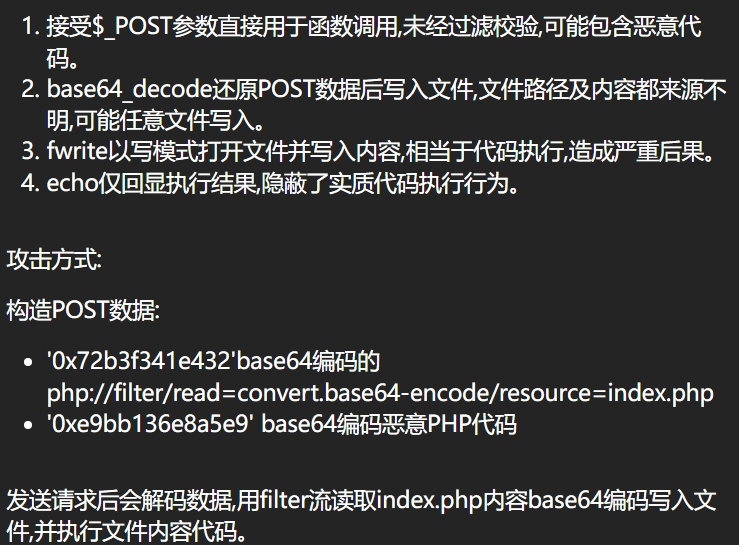 1. 接受$_POST参数直接用于函数调用,未经过滤校验,可能包含恶意代
码。
2. base64_decode还原POST数据后写入文件,文件路径及内容都来源不
明,可能任意文件写入。
3. fwrite以写模式打开文件并写入内容,相当于代码执行,造成严重后果。
4. echo仅回显执行结果,隐蔽了实质代码执行行为。
攻击方式:
构造POST数据:
• '0x72b3f341e432'base64编码的
php://filter/read=convert.base64-encode/resource=index.php
• '0xe9bb136e8a5e9' base64编码恶意PHP代码
发送请求后会解码数据,用filter流读取index.php内容base64编码写入文
件,并执行文件内容代码。